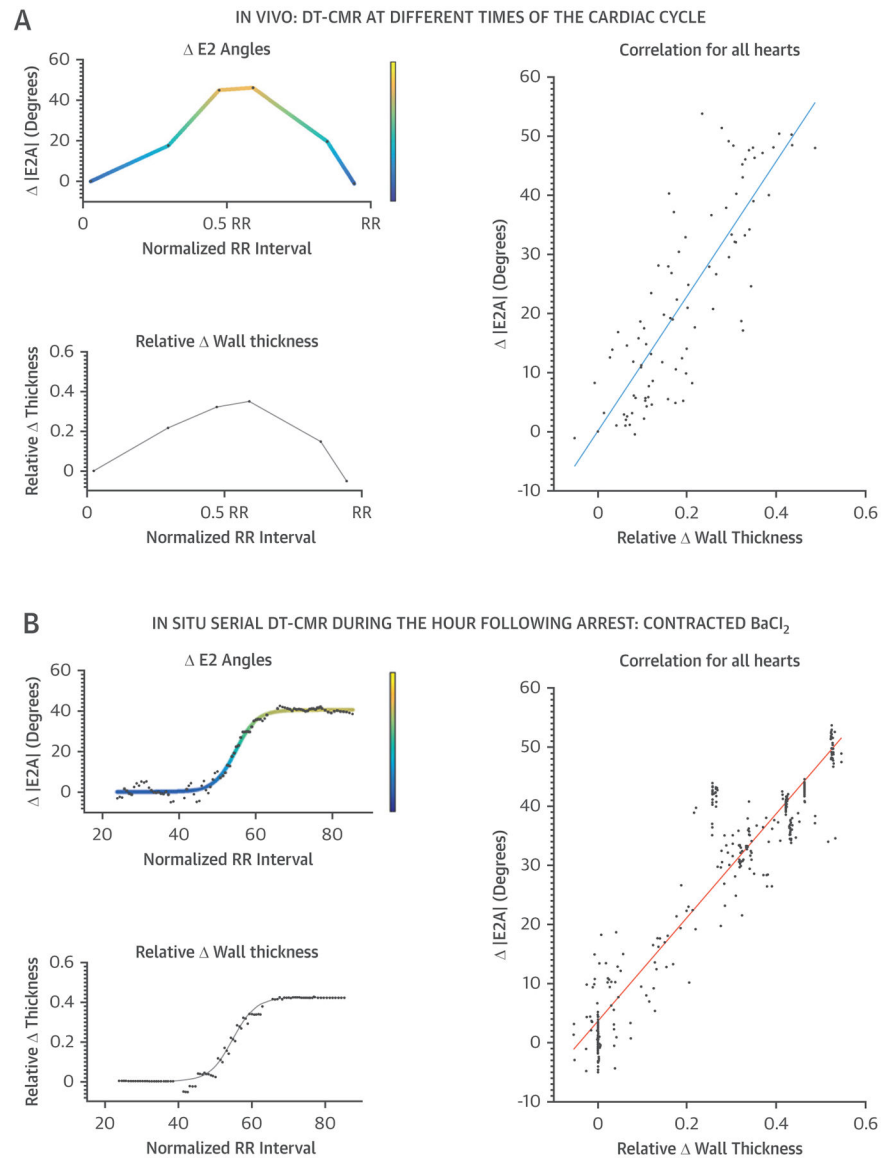 A
IN VIVO: DT-CMR AT DIFFERENT TIMES OF THE CARDIAC CYCLE
Δ E2 Angles
60
40
20
0
Δ |E2A| (Degrees)
0 0.5 RR RR
Normalized RR Interval
Relative Δ Wall thickness
0.6
0.4
0.2
0
Relative Δ Thickness
0 0.5 RR RR
Normalized RR Interval
Correlation for all hearts
60
50
40
30
20
10
0
-10
Δ |E2A| (Degrees)
0 0.2 0.4 0.6
Relative Δ Wall Thickness
B
IN SITU SERIAL DT-CMR DURING THE HOUR FOLLOWING ARREST: CONTRACTED BaCl₂
Δ E2 Angles
60
40
20
0
Δ |E2A| (Degrees)
20 40 60 80
Normalized RR Interval
Relative Δ Wall thickness
0.6
0.4
0.2
0
Relative Δ Thickness
20 40 60 80
Normalized RR Interval
Correlation for all hearts
60
50
40
30
20
10
0
-10
Δ |E2A| (Degrees)
0 0.2 0.4 0.6
Relative Δ Wall Thickness